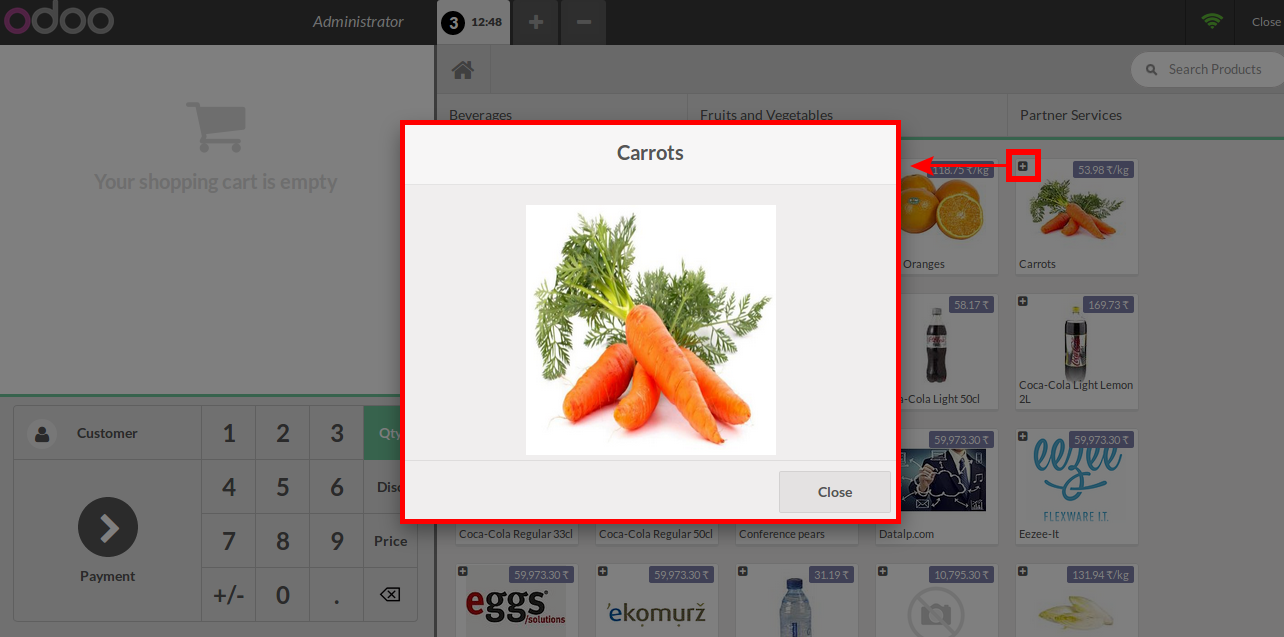 odoo
Administrator
3 12:48
Close
Search Products
Beverages
Fruits and Vegetables
Partner Services
Your shopping cart is empty
Carrots
Close
118.75 ₹/kg
Oranges
53.98 ₹/kg
Carrots
58.17 ₹
a-Cola Light 50cl
169.73 ₹
Coca-Cola Light Lemon
2L
Customer
1 2 3 Qty
4 5 6 Disc
7 8 9 Price
+/- 0 .
Payment
Coca-Cola Regular 33cl
Coca-Cola Regular 50cl
Conference pears
59,973.30 ₹
Datalp.com
59,973.30 ₹
eezee
FLEXWARE IT.
Eezee-It
59,973.30 ₹
eggs
/solutions
59,973.30 ₹
'ekomurž
31.19 ₹
10,795.30 ₹
131.94 ₹/kg